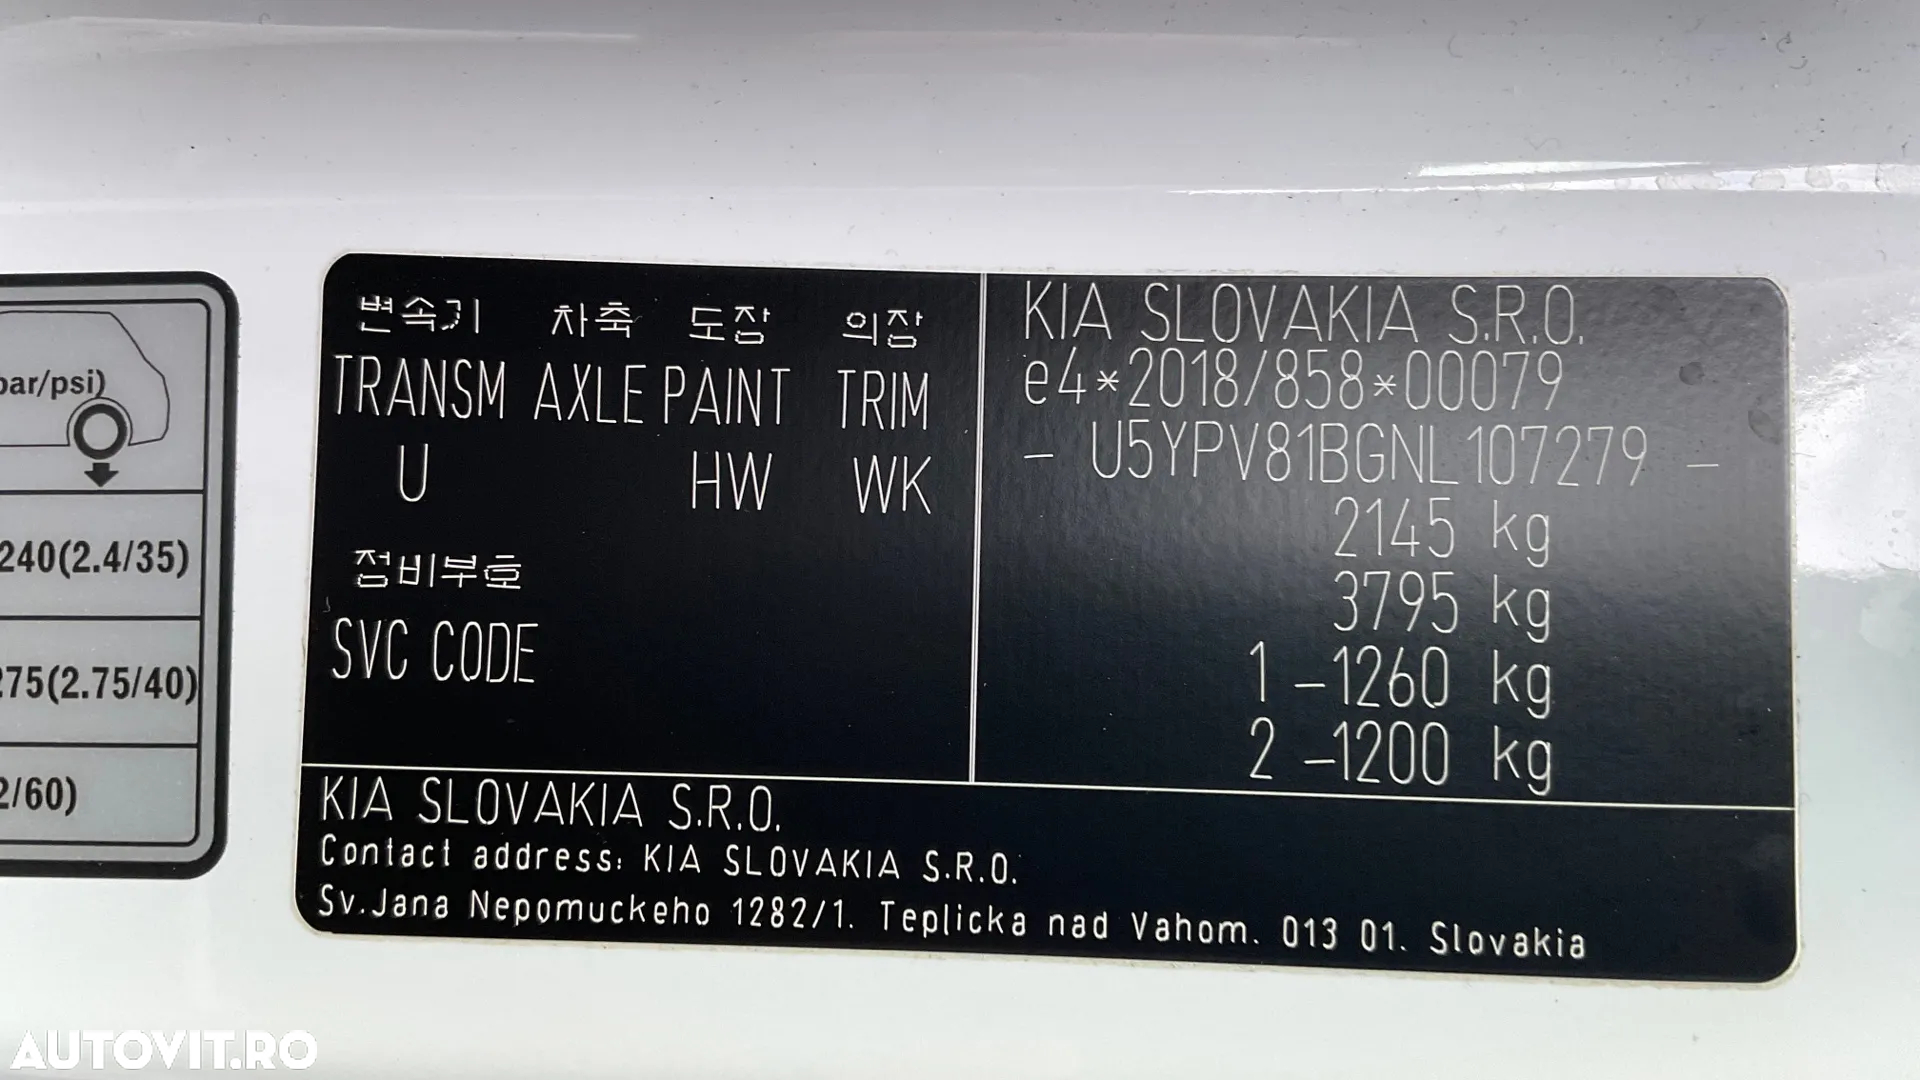 bar/psi)
240(2.4/35)
275(2.75/40)
2/60)
변속기 차축 도장 의장
TRANSM AXLE PAINT TRIM
U HW WK
정비부호
SVC CODE
KIA SLOVAKIA S.R.O.
e4*2018/858*00079
- U5YPV81BGNL107279 -
2145 kg
3795 kg
1 -1260 kg
2 -1200 kg
KIA SLOVAKIA S.R.O.
Contact address: KIA SLOVAKIA S.R.O.
Sv.Jana Nepomuckeho 1282/1. Teplicka nad Vahom. 013 01. Slovakia
AUTOVIT.RO